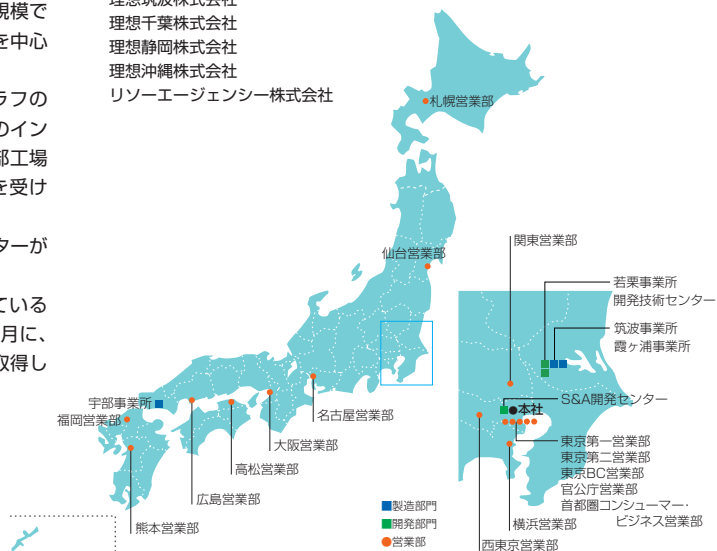 規模で
を中心
ラフの
のイン
部工場
を受け
ターが
ている
月に、
取得し
理想筑波株式会社
理想千葉株式会社
理想静岡株式会社
理想沖縄株式会社
リソーエージェンシー株式会社
札幌営業部
仙台営業部
関東営業部
若栗事業所
開発技術センター
筑波事業所
霞ヶ浦事業所
S&A開発センター
本社
東京第一営業部
東京第二営業部
東京BC営業部
官公庁営業部
首都圏コンシューマー・
ビジネス営業部
横浜営業部
西東京営業部
宇部事業所
福岡営業部
名古屋営業部
大阪営業部
高松営業部
広島営業部
熊本営業部
製造部門
開発部門
営業部